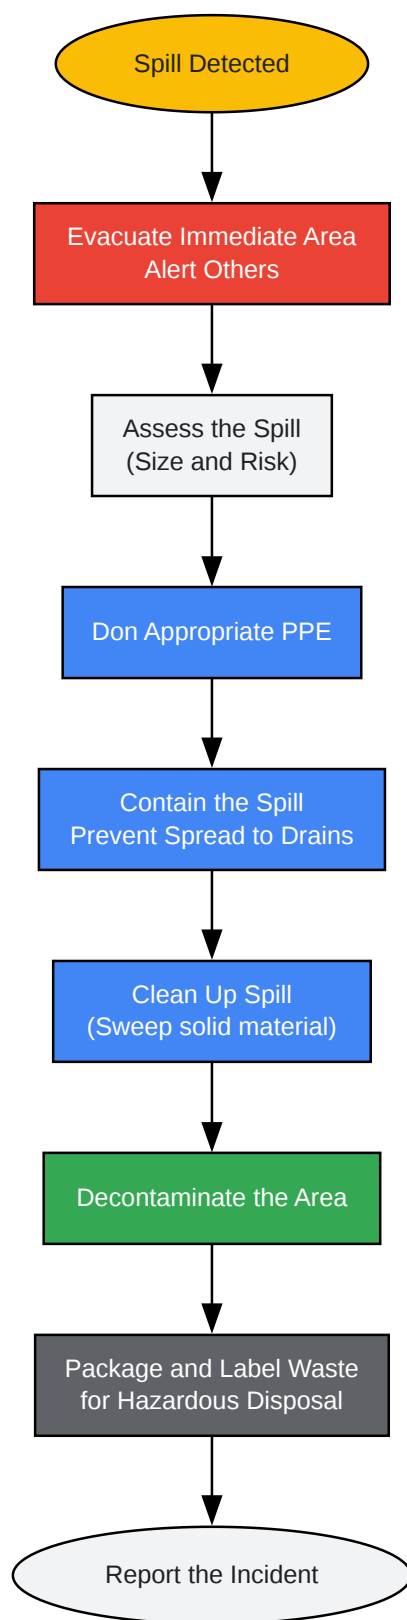 Spill Detected
Evacuate Immediate Area
Alert Others
Assess the Spill
(Size and Risk)
Don Appropriate PPE
Contain the Spill
Prevent Spread to Drains
Clean Up Spill
(Sweep solid material)
Decontaminate the Area
Package and Label Waste
for Hazardous Disposal
Report the Incident